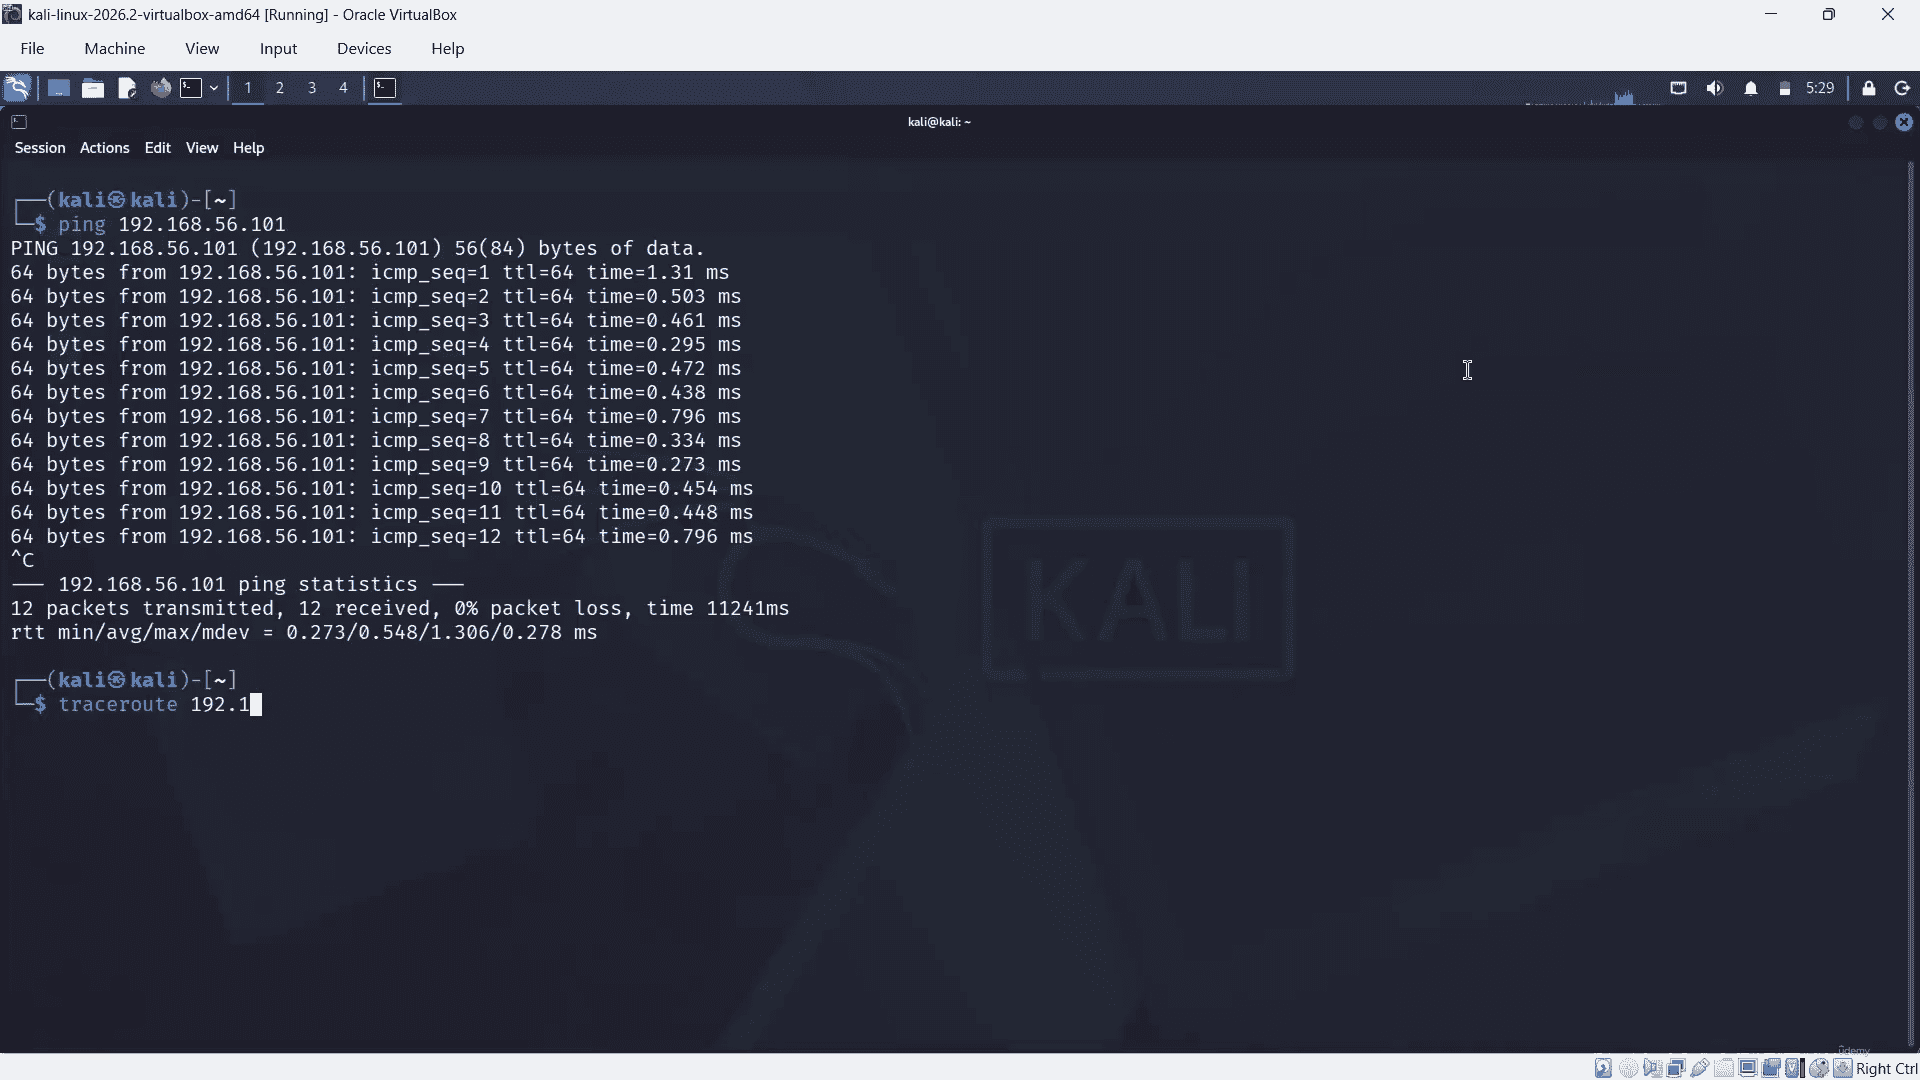 kali-linux-2026.2-virtualbox-amd64 [Running] - Oracle VirtualBox
File Machine View Input Devices Help
1 2 3 4 5:29
kali@kali: ~
Session Actions Edit View Help
┌──(kali㉿kali)-[~]
└─$ ping 192.168.56.101
PING 192.168.56.101 (192.168.56.101) 56(84) bytes of data.
64 bytes from 192.168.56.101: icmp_seq=1 ttl=64 time=1.31 ms
64 bytes from 192.168.56.101: icmp_seq=2 ttl=64 time=0.503 ms
64 bytes from 192.168.56.101: icmp_seq=3 ttl=64 time=0.461 ms
64 bytes from 192.168.56.101: icmp_seq=4 ttl=64 time=0.295 ms
64 bytes from 192.168.56.101: icmp_seq=5 ttl=64 time=0.472 ms
64 bytes from 192.168.56.101: icmp_seq=6 ttl=64 time=0.438 ms
64 bytes from 192.168.56.101: icmp_seq=7 ttl=64 time=0.796 ms
64 bytes from 192.168.56.101: icmp_seq=8 ttl=64 time=0.334 ms
64 bytes from 192.168.56.101: icmp_seq=9 ttl=64 time=0.273 ms
64 bytes from 192.168.56.101: icmp_seq=10 ttl=64 time=0.454 ms
64 bytes from 192.168.56.101: icmp_seq=11 ttl=64 time=0.448 ms
64 bytes from 192.168.56.101: icmp_seq=12 ttl=64 time=0.796 ms
^C
--- 192.168.56.101 ping statistics ---
12 packets transmitted, 12 received, 0% packet loss, time 11241ms
rtt min/avg/max/mdev = 0.273/0.548/1.306/0.278 ms
┌──(kali㉿kali)-[~]
└─$ traceroute 192.1
KALI
udemy
Right Ctrl